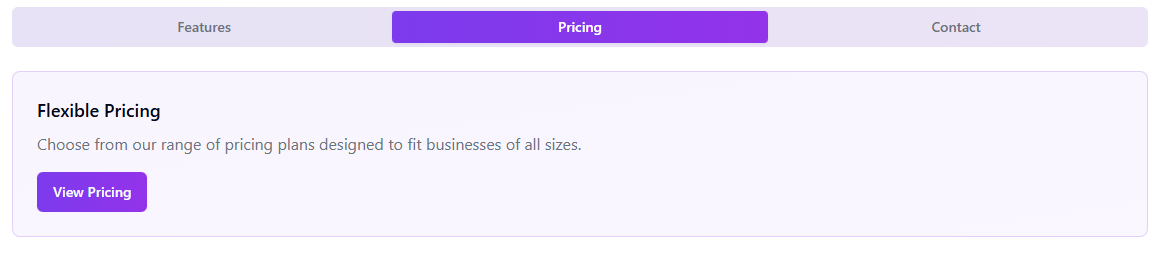 Features
Pricing
Contact
Flexible Pricing
Choose from our range of pricing plans designed to fit businesses of all sizes.
View Pricing